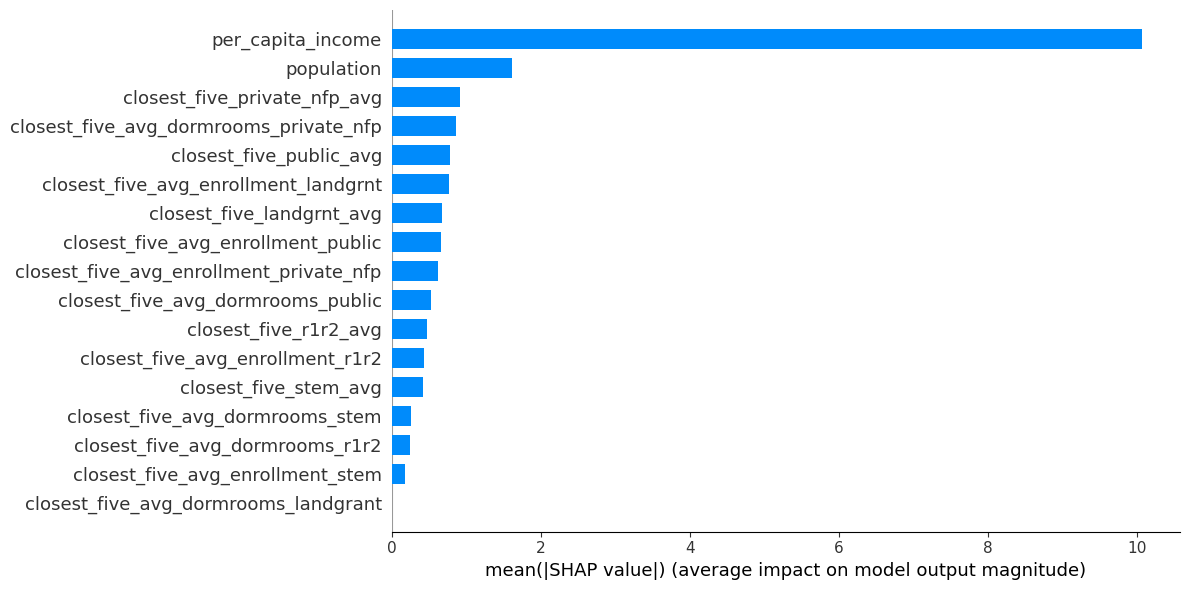 per_capita_income
population
closest_five_private_nfp_avg
closest_five_avg_dormrooms_private_nfp
closest_five_public_avg
closest_five_avg_enrollment_landgrnt
closest_five_landgrnt_avg
closest_five_avg_enrollment_public
closest_five_avg_enrollment_private_nfp
closest_five_avg_dormrooms_public
closest_five_r1r2_avg
closest_five_avg_enrollment_r1r2
closest_five_stem_avg
closest_five_avg_dormrooms_stem
closest_five_avg_dormrooms_r1r2
closest_five_avg_enrollment_stem
closest_five_avg_dormrooms_landgrant
0 2 4 6 8 10
mean(|SHAP value|) (average impact on model output magnitude)